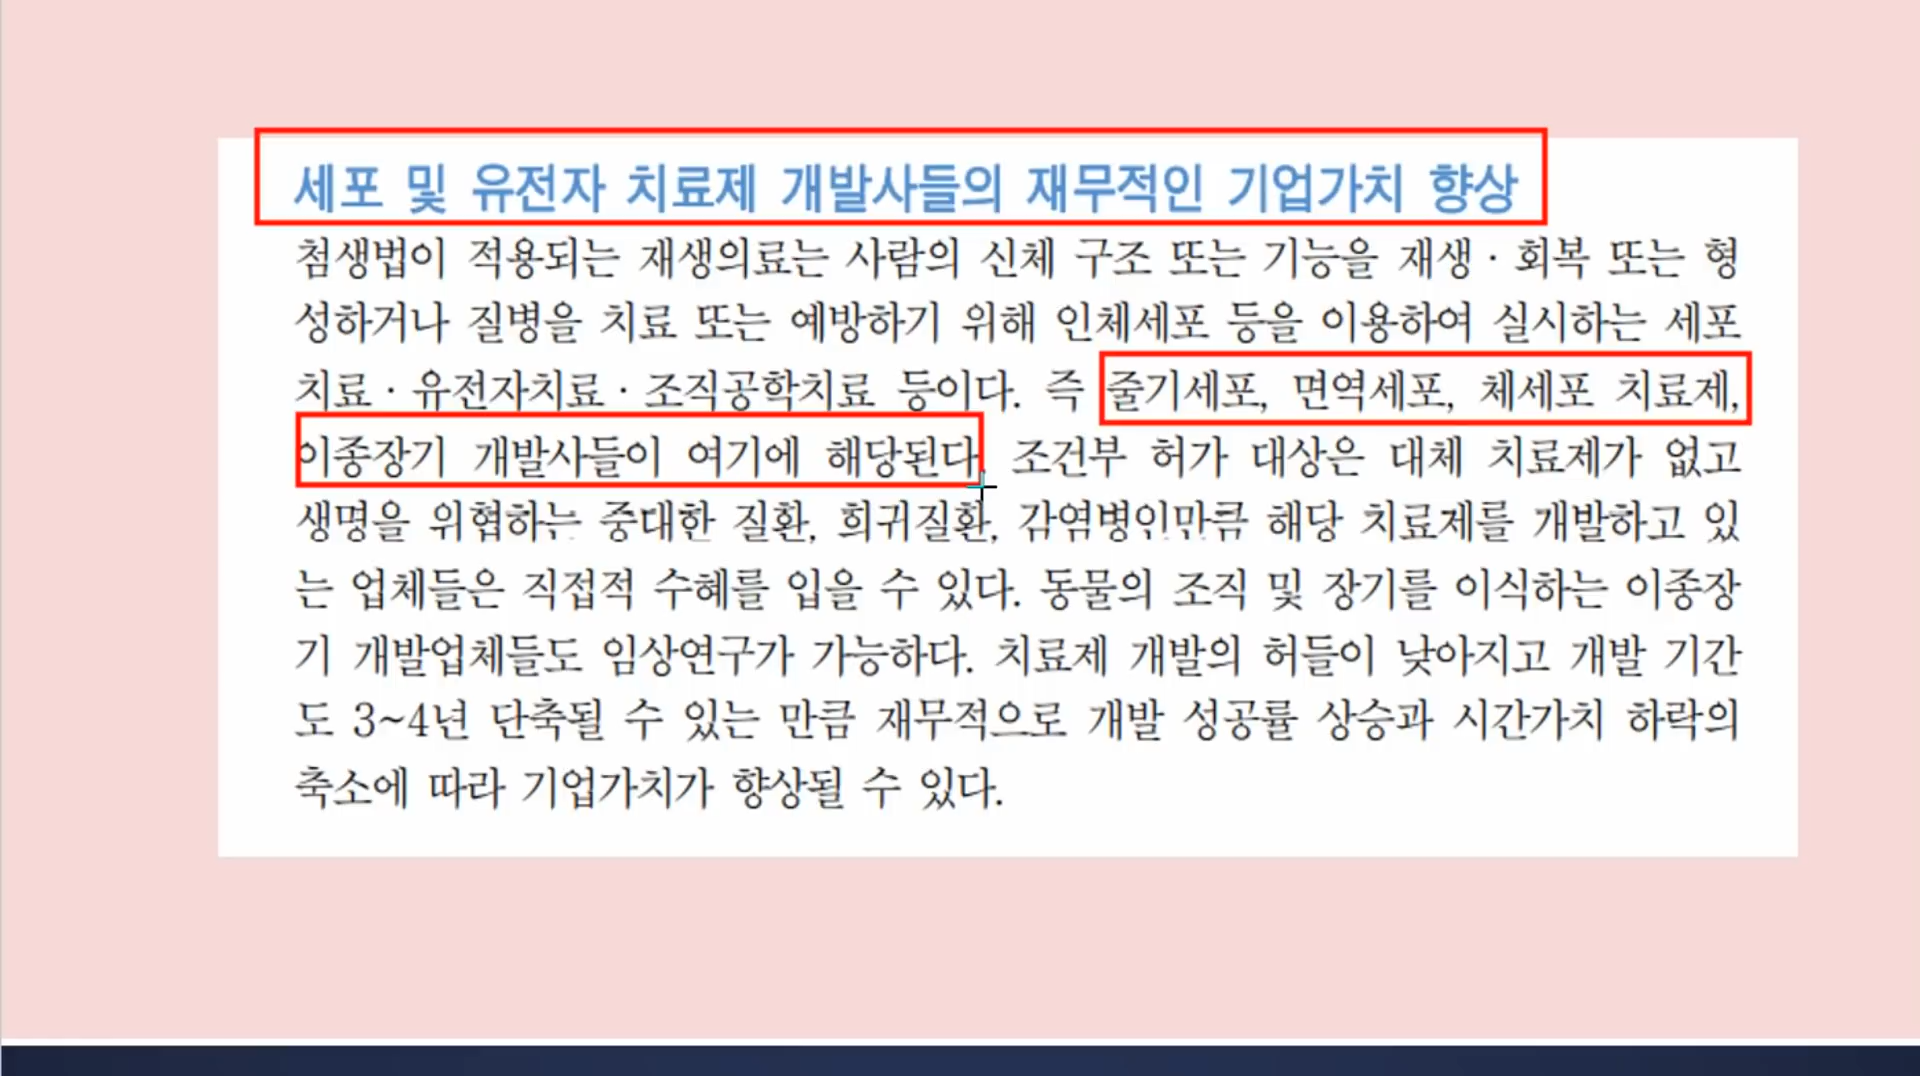 세포 및 유전자 치료제 개발사들의 재무적인 기업가치 향상
첨생법이 적용되는 재생의료는 사람의 신체 구조 또는 기능을 재생 · 회복 또는 형
성하거나 질병을 치료 또는 예방하기 위해 인체세포 등을 이용하여 실시하는 세포
치료 · 유전자치료 · 조직공학치료 등이다. 즉 줄기세포, 면역세포, 체세포 치료제,
이종장기 개발사들이 여기에 해당된다. 조건부 허가 대상은 대체 치료제가 없고
생명을 위협하는 중대한 질환, 희귀질환, 감염병인만큼 해당 치료제를 개발하고 있
는 업체들은 직접적 수혜를 입을 수 있다. 동물의 조직 및 장기를 이식하는 이종장
기 개발업체들도 임상연구가 가능하다. 치료제 개발의 허들이 낮아지고 개발 기간
도 3~4년 단축될 수 있는 만큼 재무적으로 개발 성공률 상승과 시간가치 하락의
축소에 따라 기업가치가 향상될 수 있다.